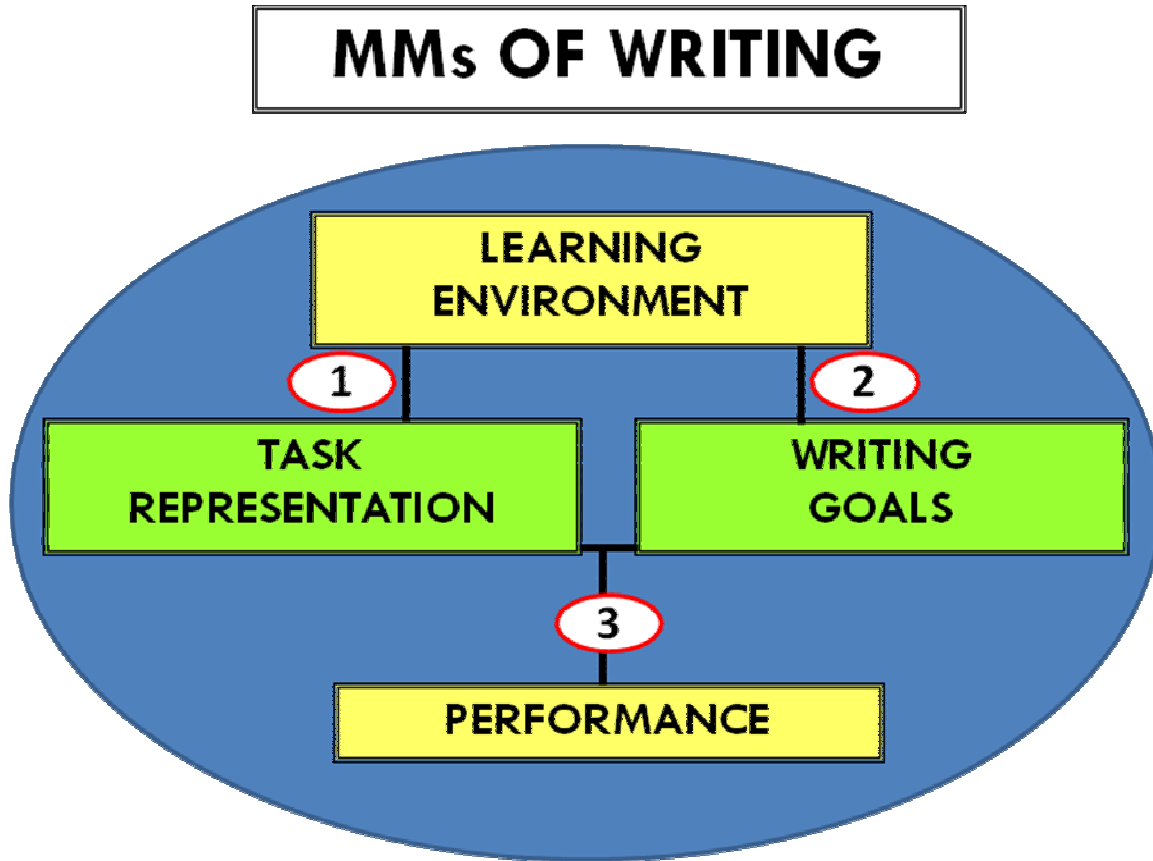 MMs OF WRITING
LEARNING
ENVIRONMENT
1
2
TASK
REPRESENTATION
WRITING
GOALS
3
PERFORMANCE